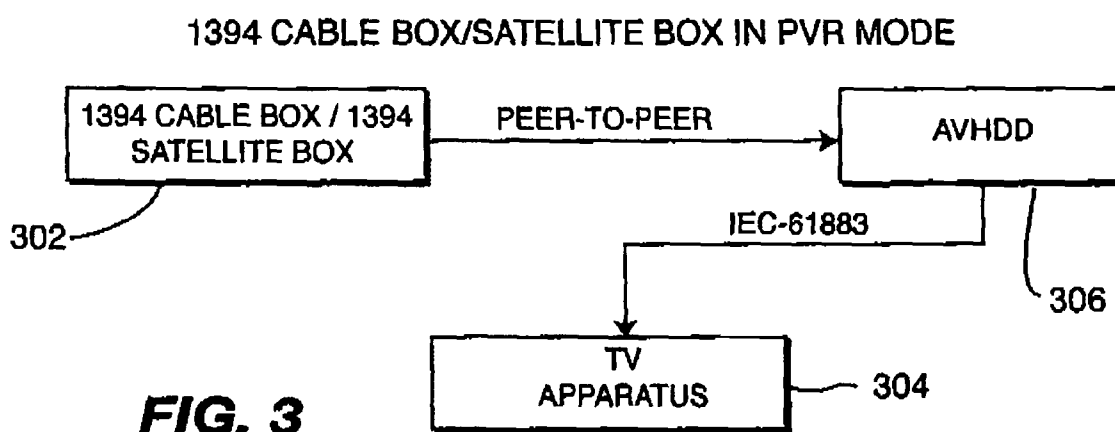 1394 CABLE BOX/SATELLITE BOX IN PVR MODE
1394 CABLE BOX / 1394
SATELLITE BOX
PEER-TO-PEER
AVHDD
302
IEC-61883
306
TV
APPARATUS
304
FIG. 3